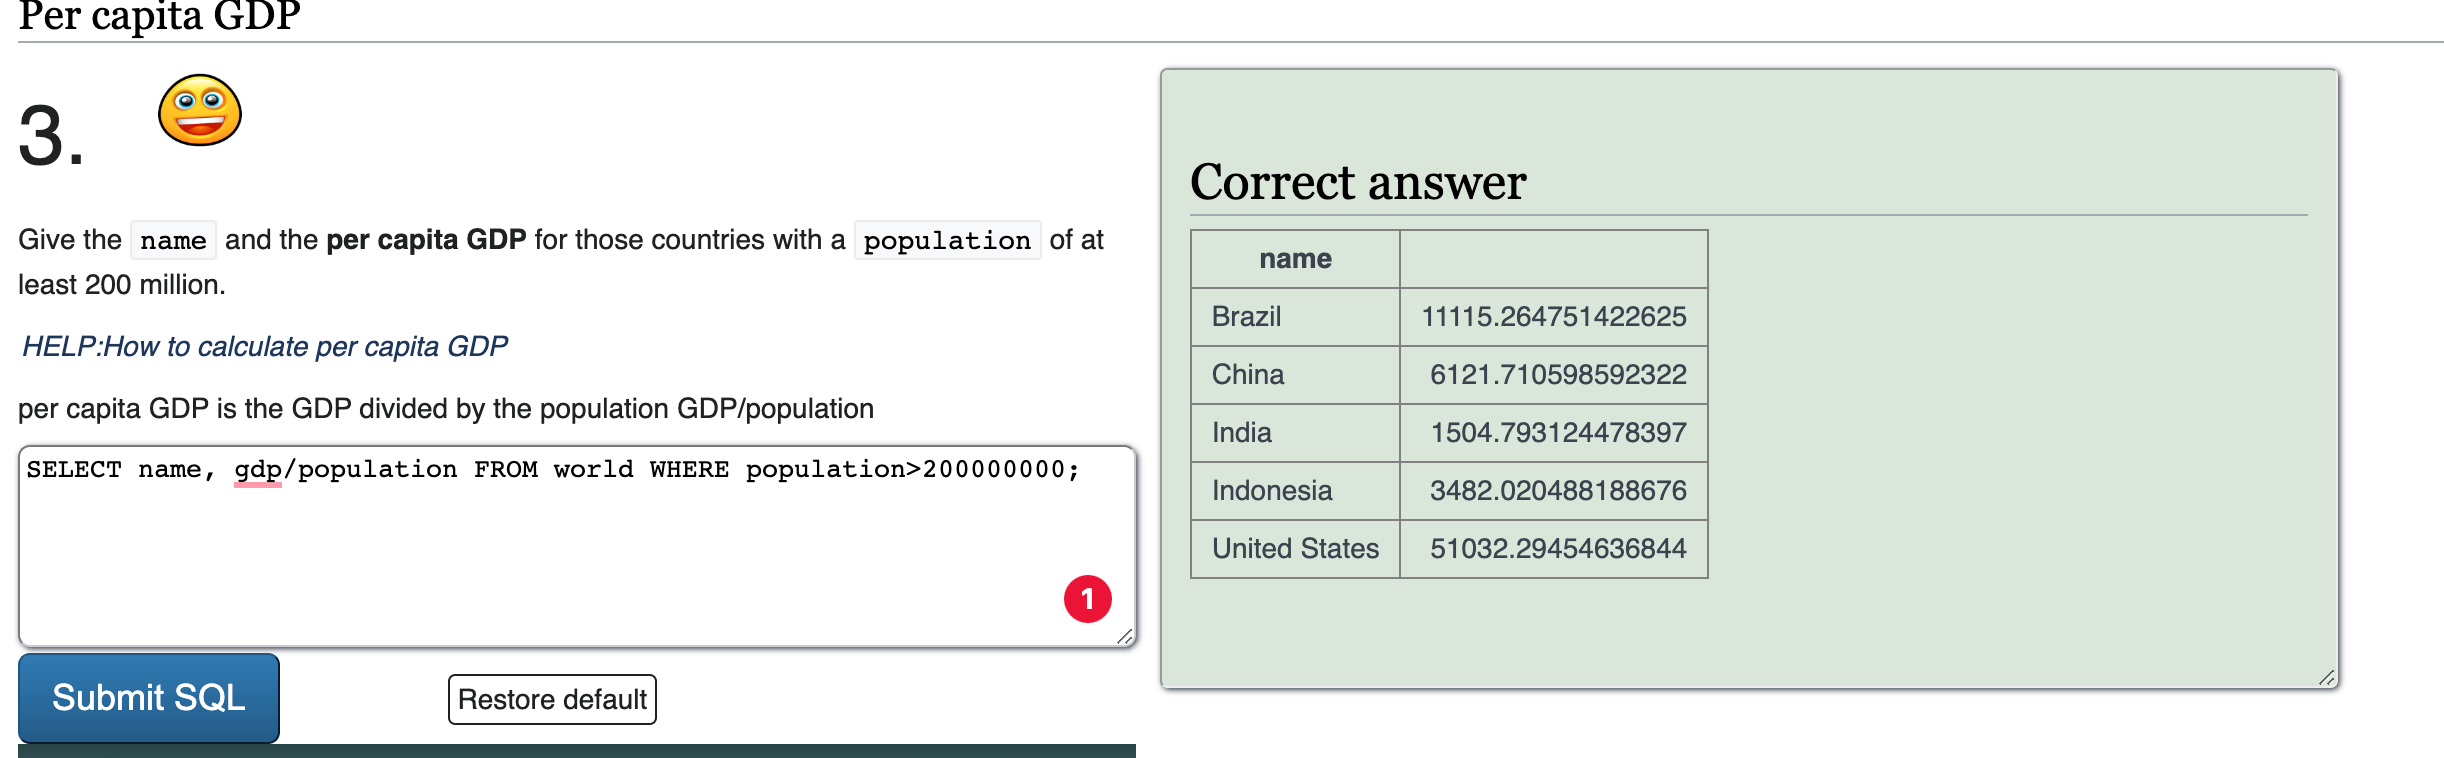 Per capita GDP
3.
Give the name and the per capita GDP for those countries with a population of at
least 200 million.
HELP:How to calculate per capita GDP
per capita GDP is the GDP divided by the population GDP/population
SELECT name, gdp/population FROM world WHERE population>200000000;
1
Submit SQL
Restore default
Correct answer
name
Brazil 11115.264751422625
China 6121.710598592322
India 1504.793124478397
Indonesia 3482.020488188676
United States 51032.29454636844